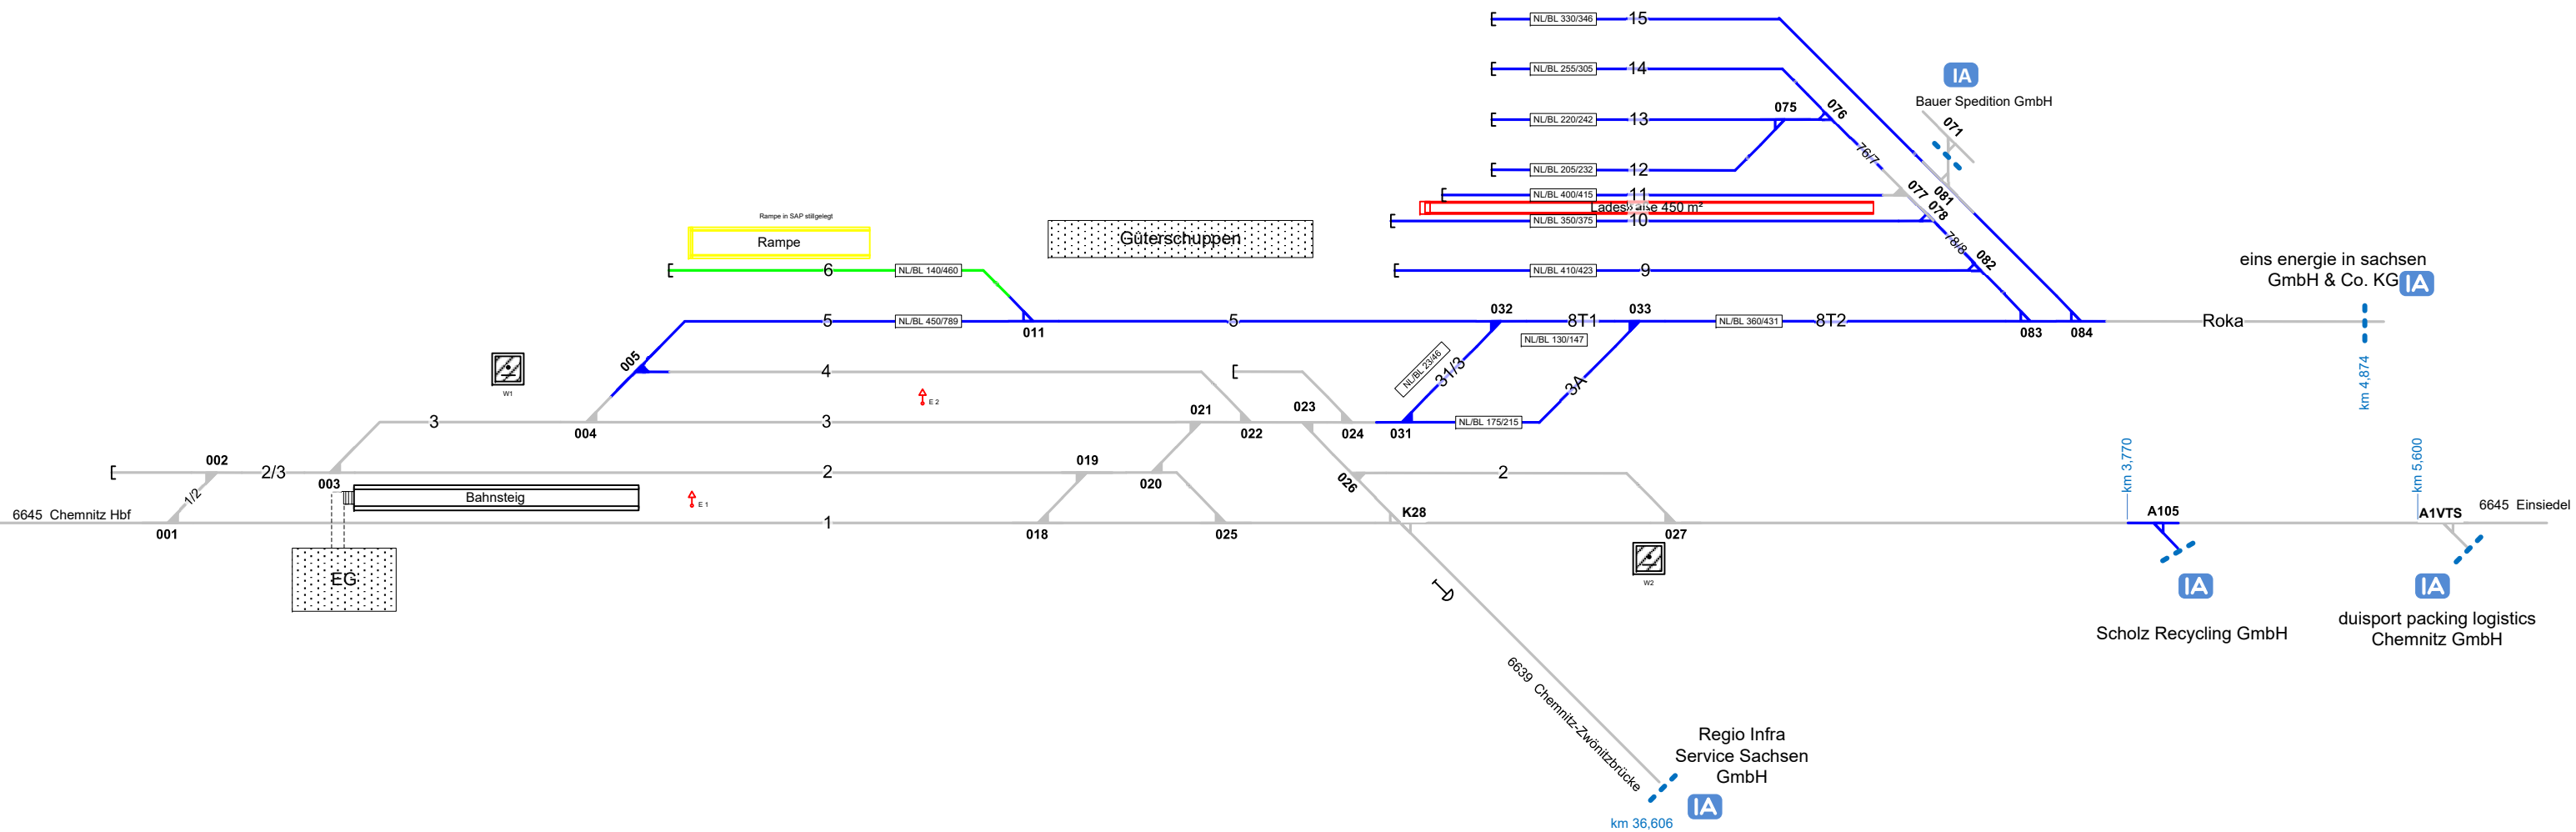 NL/BL 330/346
15
NL/BL 255/305
14
IA
Bauer Spedition GmbH
NL/BL 220/242
13
075
076
071
76/7
NL/BL 205/232
12
NL/BL 400/415
11
077
081
078
NL/BL 350/375
10
78/8
Rampe in SAP stillgelegt
Rampe
Güterschuppen
6
NL/BL 140/460
NL/BL 410/423
9
082
eins energie in sachsen
GmbH & Co. KG
IA
5
NL/BL 450/789
011
5
032
8T1
033
NL/BL 130/147
NL/BL 360/431
8T2
083
084
Roka
km 4,874
W1
005
4
NL/BL 23/46
31/3
3A
E 2
3
004
3
021
022
023
024
031
NL/BL 175/215
002
2/3
003
2
019
020
026
2
1/2
Bahnsteig
E 1
6645 Chemnitz Hbf
001
1
018
025
K28
027
W2
km 3,770
A105
km 5,600
A1VTS
6645 Einsiedel
EG
IA
Scholz Recycling GmbH
IA
duisport packing logistics
Chemnitz GmbH
6639 Chemnitz-Zwönitzbrücke
Regio Infra
Service Sachsen
GmbH
IA
km 36,606